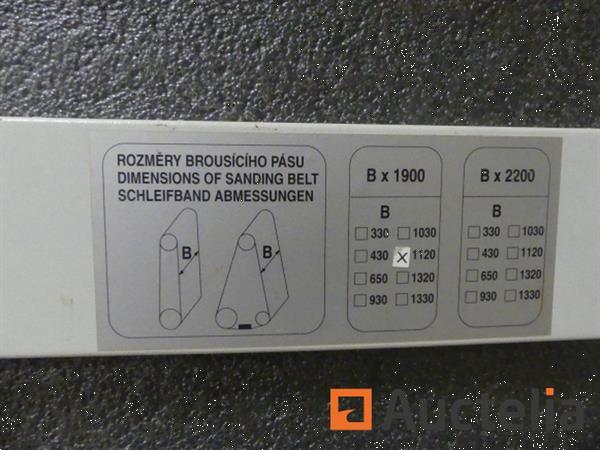 ROZMĚRY BROUSÍCÍHO PÁSU
DIMENSIONS OF SANDING BELT
SCHLEIFBAND ABMESSUNGEN
B
B
B x 1900
B
330 1030
430 X 1120
650 1320
930 1330
B x 2200
B
330 1030
430 1120
650 1320
930 1330
Auctelia